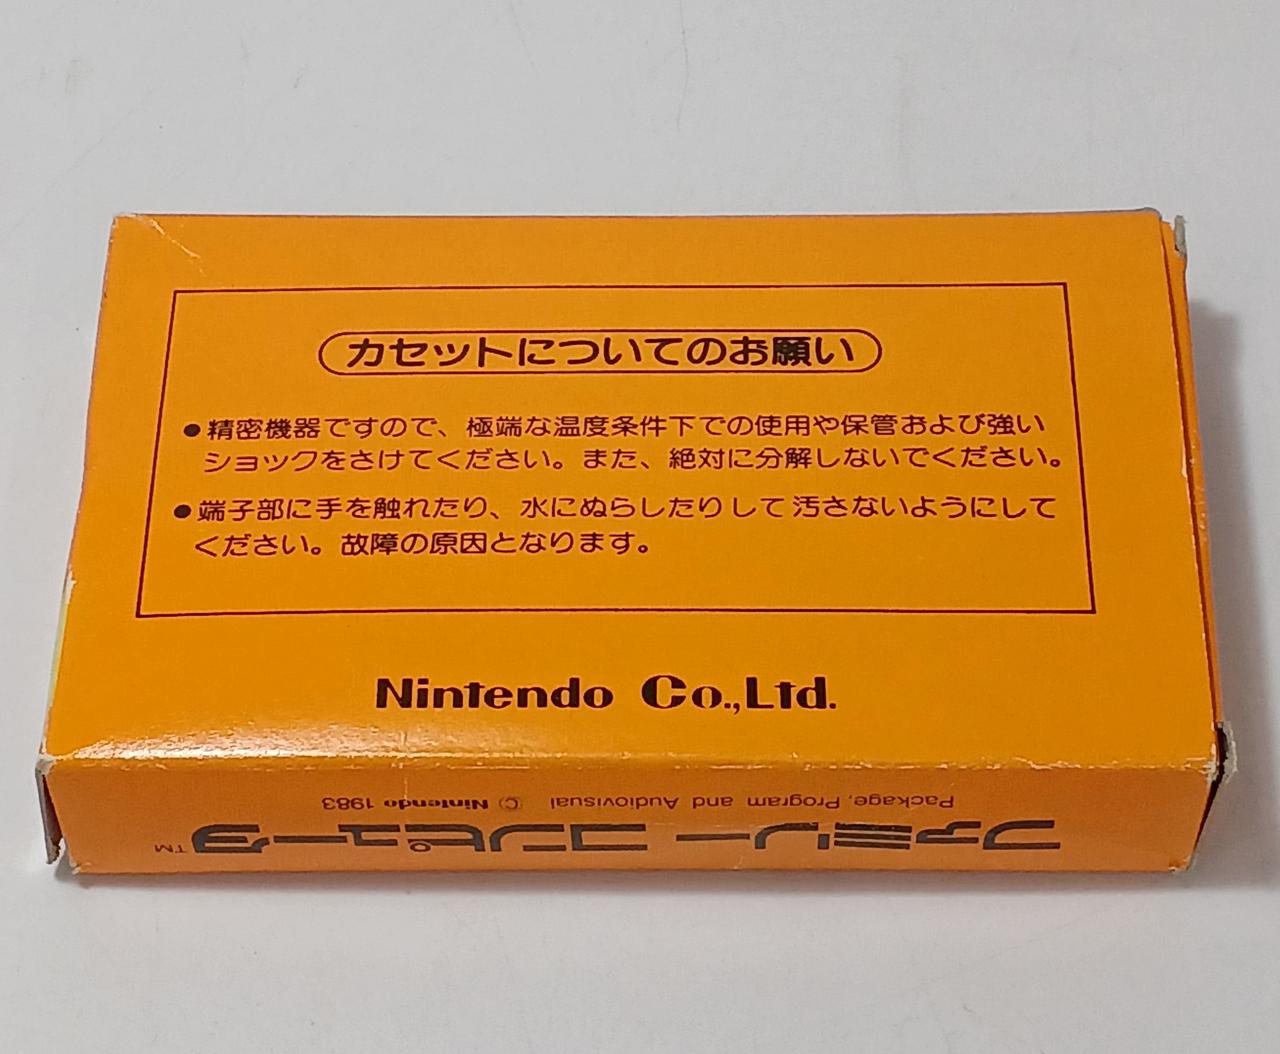 カセットについてのお願い
●精密機器ですので、極端な温度条件下での使用や保管および強い
ショックをさけてください。また、絶対に分解しないでください。
●端子部に手を触れたり、水にぬらしたりして汚さないようにして
ください。故障の原因となります。
Nintendo Co.,Ltd.
ファミリー コンピュータ™
Package, Program and Audiovisual © Nintendo 1983